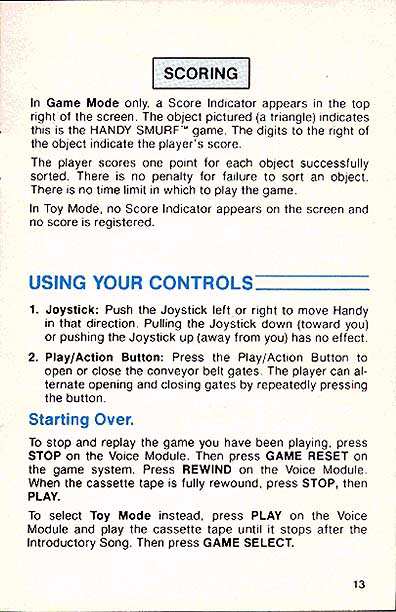 SCORING
In Game Mode only, a Score Indicator appears in the top
right of the screen. The object pictured (a triangle) indicates
this is the HANDY SMURF™ game. The digits to the right of
the object indicate the player's score.
The player scores one point for each object successfully
sorted. There is no penalty for failure to sort an object.
There is no time limit in which to play the game.
In Toy Mode, no Score Indicator appears on the screen and
no score is registered.
USING YOUR CONTROLS
1. Joystick: Push the Joystick left or right to move Handy
in that direction. Pulling the Joystick down (toward you)
or pushing the Joystick up (away from you) has no effect.
2. Play/Action Button: Press the Play/Action Button to
open or close the conveyor belt gates. The player can al-
ternate opening and closing gates by repeatedly pressing
the button.
Starting Over.
To stop and replay the game you have been playing, press
STOP on the Voice Module. Then press GAME RESET on
the game system. Press REWIND on the Voice Module.
When the cassette tape is fully rewound, press STOP, then
PLAY.
To select Toy Mode instead, press PLAY on the Voice
Module and play the cassette tape until it stops after the
Introductory Song. Then press GAME SELECT.
13